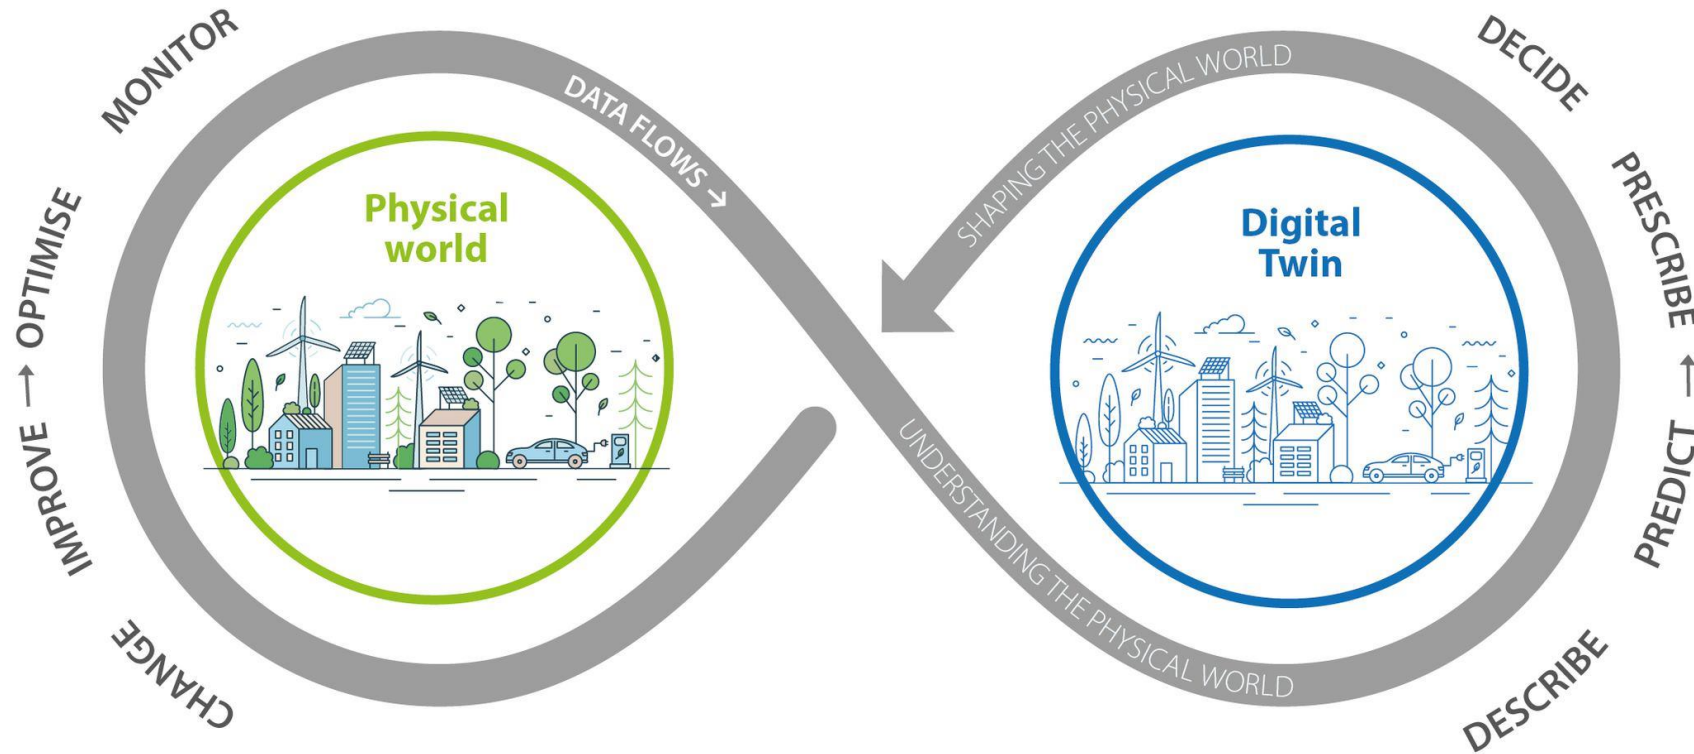 MONITOR
DATA FLOWS →
SHAPING THE PHYSICAL WORLD
DECIDE
Physical
world
Digital
Twin
PRESCRIBE
↑
PREDICT
IMPROVE → OPTIMISE
UNDERSTANDING THE PHYSICAL WORLD
CHANGE
DESCRIBE